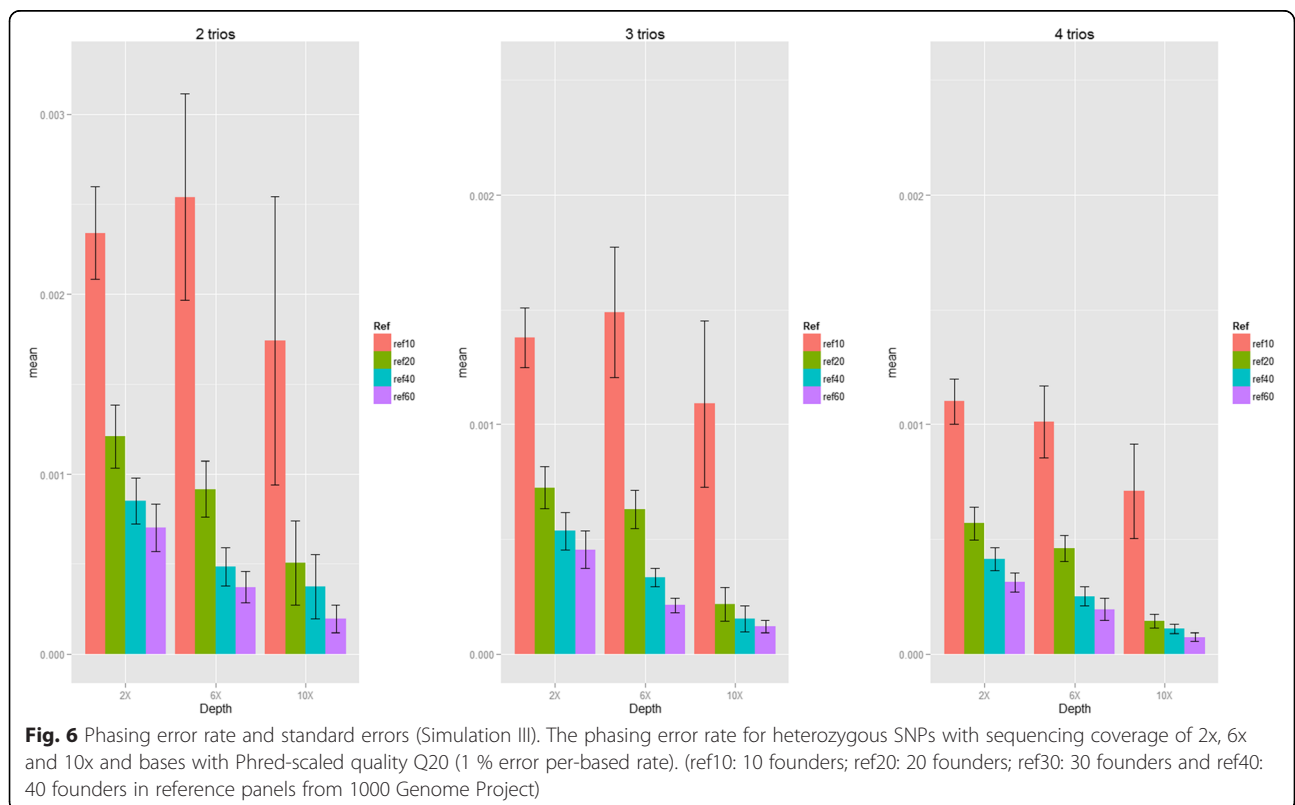 2 trios
0.003
0.002
0.001
0.000
mean
2X
6X
10X
Depth
Ref
ref10
ref20
ref40
ref60
3 trios
0.002
0.001
0.000
mean
2X
6X
10X
Depth
Ref
ref10
ref20
ref40
ref60
4 trios
0.002
0.001
0.000
mean
2X
6X
10X
Depth
Ref
ref10
ref20
ref40
ref60
Fig. 6 Phasing error rate and standard errors (Simulation III). The phasing error rate for heterozygous SNPs with sequencing coverage of 2x, 6x
and 10x and bases with Phred-scaled quality Q20 (1 % error per-based rate). (ref10: 10 founders; ref20: 20 founders; ref30: 30 founders and ref40:
40 founders in reference panels from 1000 Genome Project)